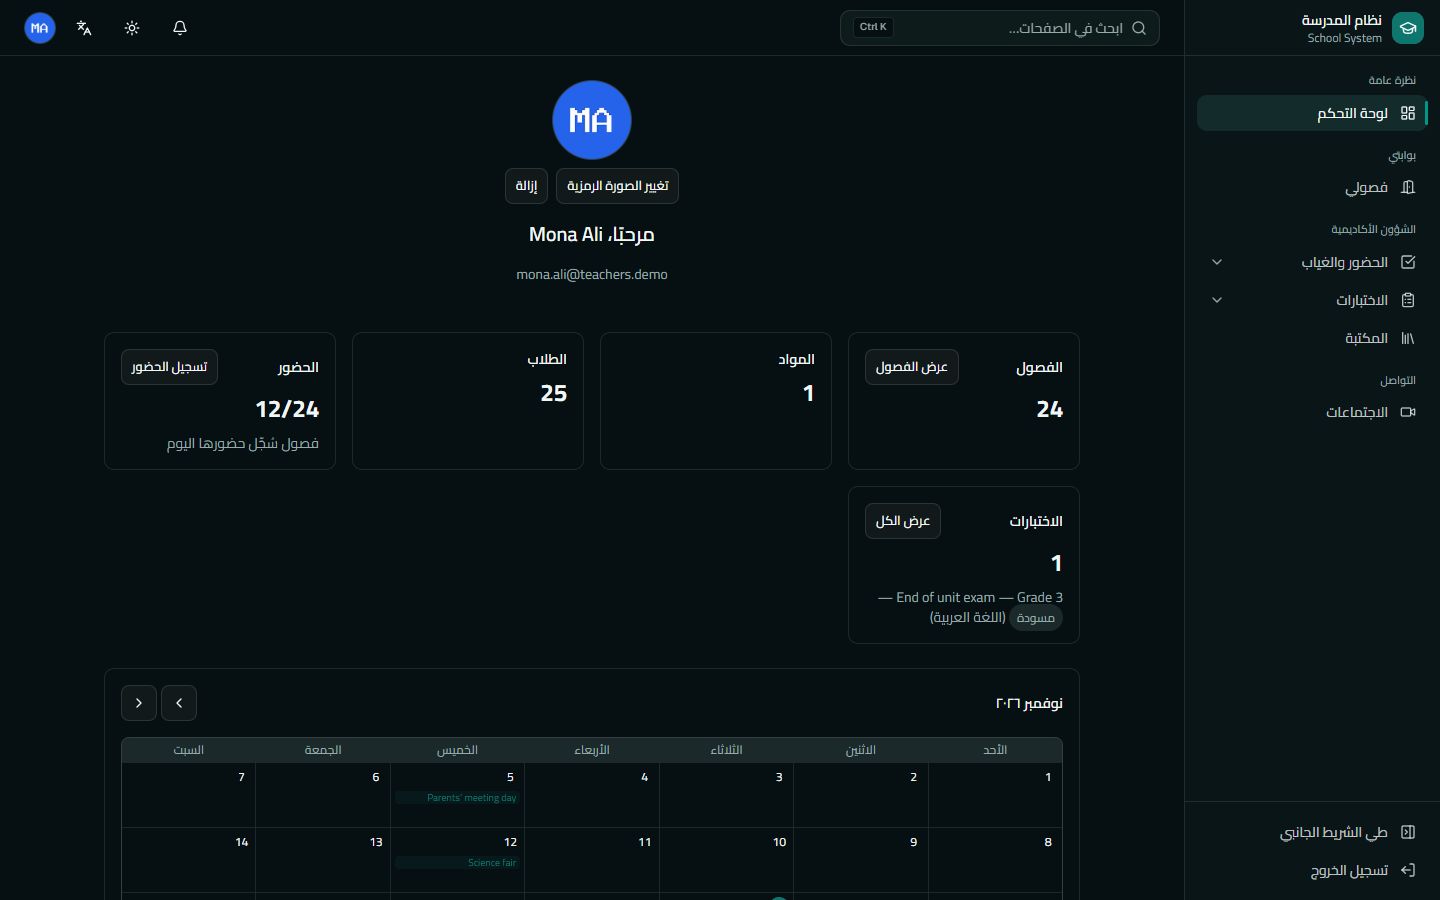 نظام المدرسة
School System
ابحث في الصفحات...
Ctrl K
MA
نظرة عامة
لوحة التحكم
بوابتي
فصولي
الشؤون الأكاديمية
الحضور والغياب
الاختبارات
المكتبة
التواصل
الاجتماعات
طي الشريط الجانبي
تسجيل الخروج
MA
تغيير الصورة الرمزية
إزالة
مرحبًا، Mona Ali
mona.ali@teachers.demo
الفصول
عرض الفصول
24
المواد
1
الطلاب
25
الحضور
تسجيل الحضور
12/24
فصول سُجّل حضورها اليوم
الاختبارات
عرض الكل
1
End of unit exam — Grade 3 —
مسودة (اللغة العربية)
نوفمبر ٢٠٢٦
الأحد الاثنين الثلاثاء الأربعاء الخميس الجمعة السبت
1 2 3 4 5 6 7
Parents' meeting day
8 9 10 11 12 13 14
Science fair